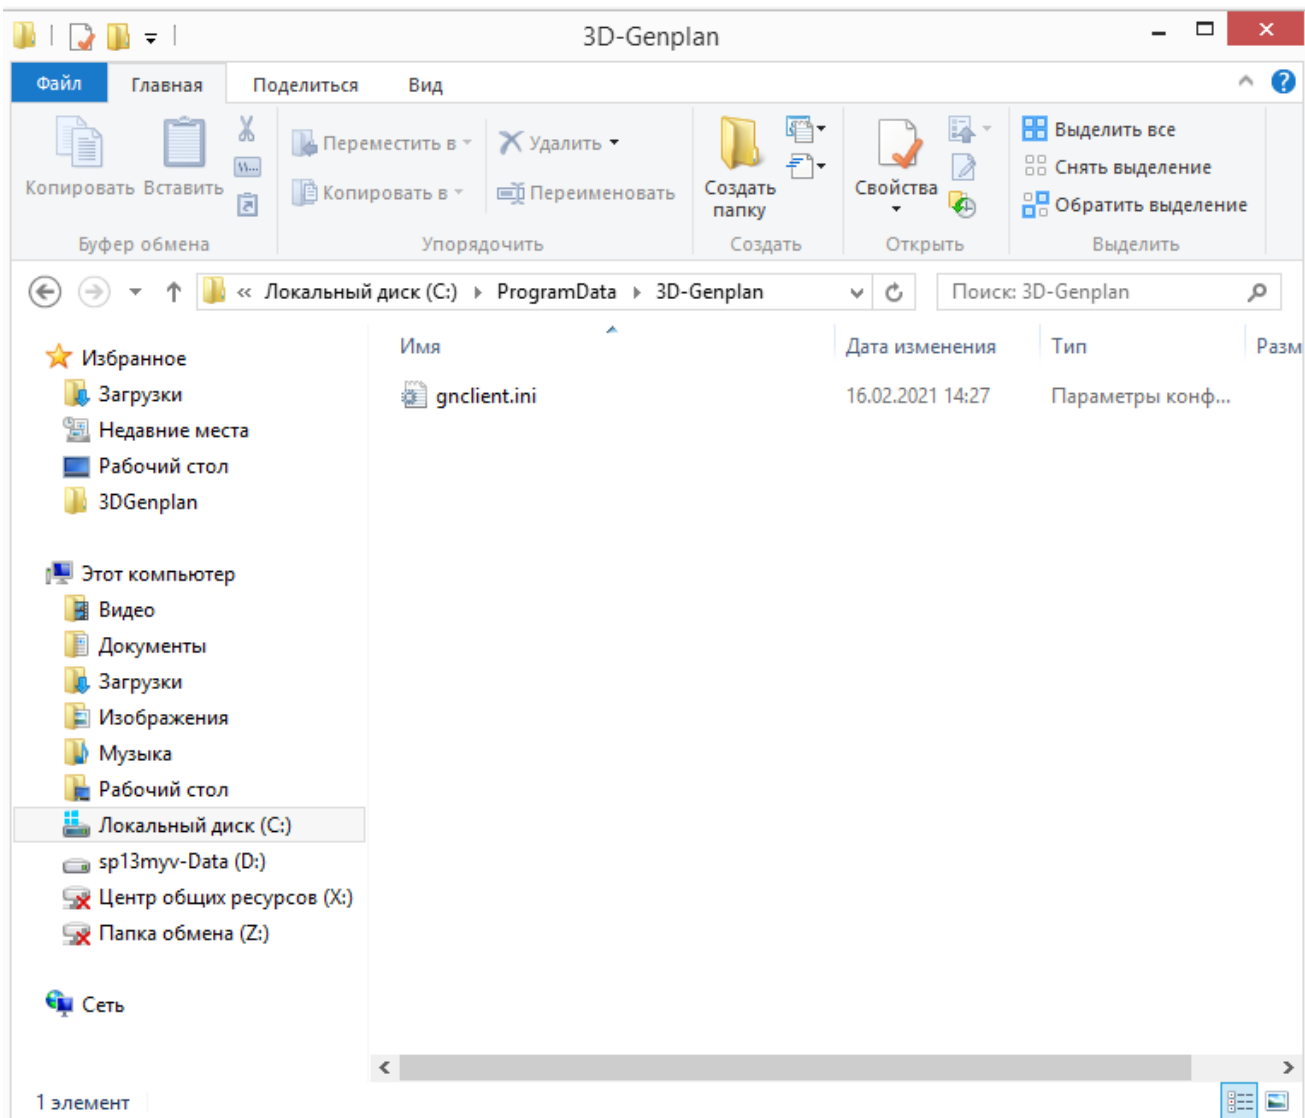 3D-Genplan
Файл Главная Поделиться Вид
Копировать Вставить
Переместить в Удалить
Копировать в Переименовать
Создать папку
Свойства
Выделить все
Снять выделение
Обратить выделение
Буфер обмена Упорядочить Создать Открыть Выделить
« Локальный диск (C:) ProgramData 3D-Genplan Поиск: 3D-Genplan
Имя Дата изменения Тип Разм
gnclient.ini 16.02.2021 14:27 Параметры конф...
Избранное
Загрузки
Недавние места
Рабочий стол
3DGenplan
Этот компьютер
Видео
Документы
Загрузки
Изображения
Музыка
Рабочий стол
Локальный диск (C:)
sp13myv-Data (D:)
Центр общих ресурсов (X:)
Папка обмена (Z:)
Сеть
1 элемент